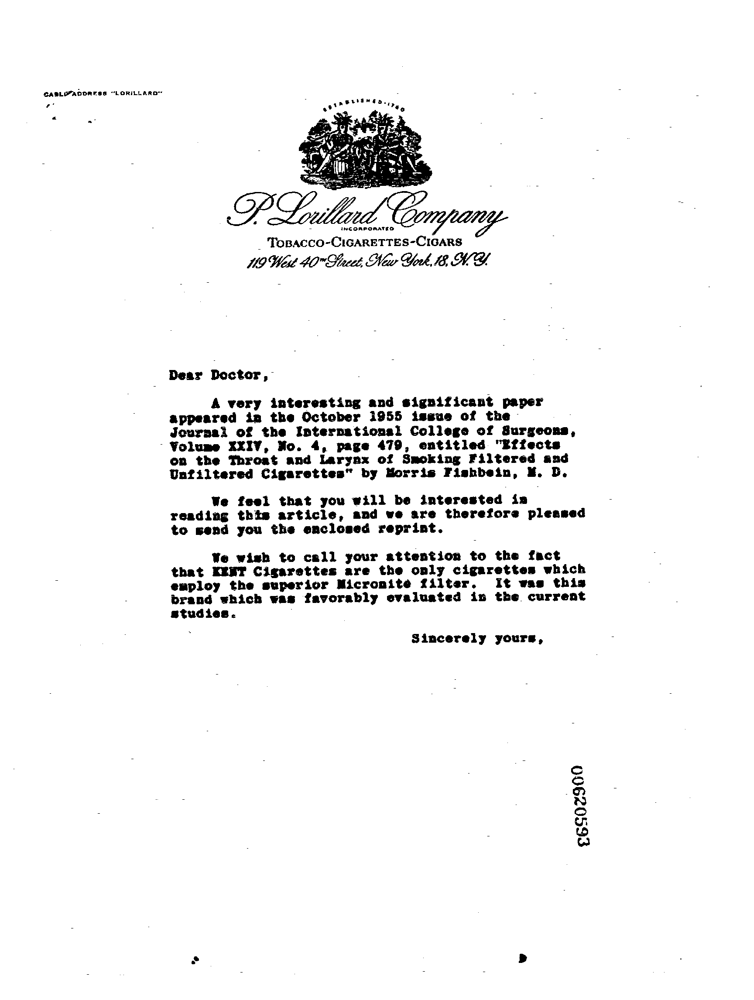 CABLE ADDRESS "LORILLARD"
ESTABLISHED-1760
P. Lorillard Company
INCORPORATED
TOBACCO-CIGARETTES-CIGARS
119 West 40TH Street, New York, 18, N.Y.
Dear Doctor,
A very interesting and significant paper
appeared in the October 1955 issue of the
Journal of the International College of Surgeons,
Volume XXIV, No. 4, page 479, entitled "Effects
on the Throat and Larynx of Smoking Filtered and
Unfiltered Cigarettes" by Morris Fishbein, M. D.
We feel that you will be interested in
reading this article, and we are therefore pleased
to send you the enclosed reprint.
We wish to call your attention to the fact
that KENT Cigarettes are the only cigarettes which
employ the superior Micronite filter. It was this
brand which was favorably evaluated in the current
studies.
Sincerely yours,
00620593